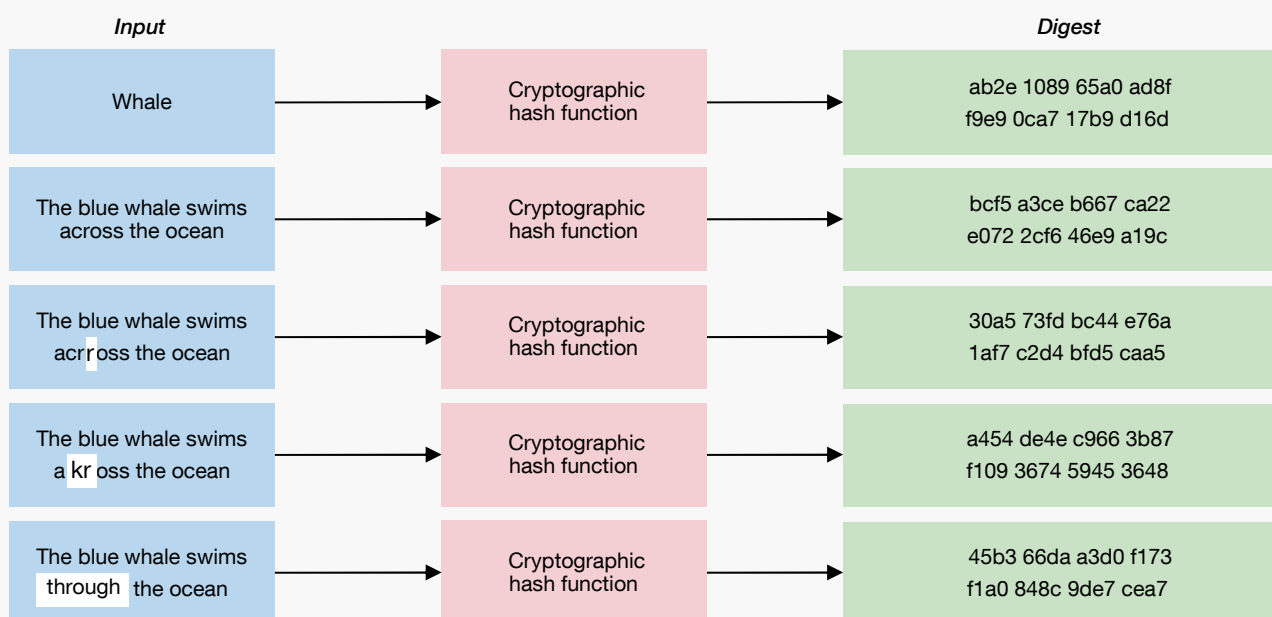 Input
Digest
Whale
Cryptographic
hash function
ab2e 1089 65a0 ad8f
f9e9 0ca7 17b9 d16d
The blue whale swims
across the ocean
Cryptographic
hash function
bcf5 a3ce b667 ca22
e072 2cf6 46e9 a19c
The blue whale swims
acrross the ocean
Cryptographic
hash function
30a5 73fd bc44 e76a
1af7 c2d4 bfd5 caa5
The blue whale swims
a kr oss the ocean
Cryptographic
hash function
a454 de4e c966 3b87
f109 3674 5945 3648
The blue whale swims
through the ocean
Cryptographic
hash function
45b3 66da a3d0 f173
f1a0 848c 9de7 cea7